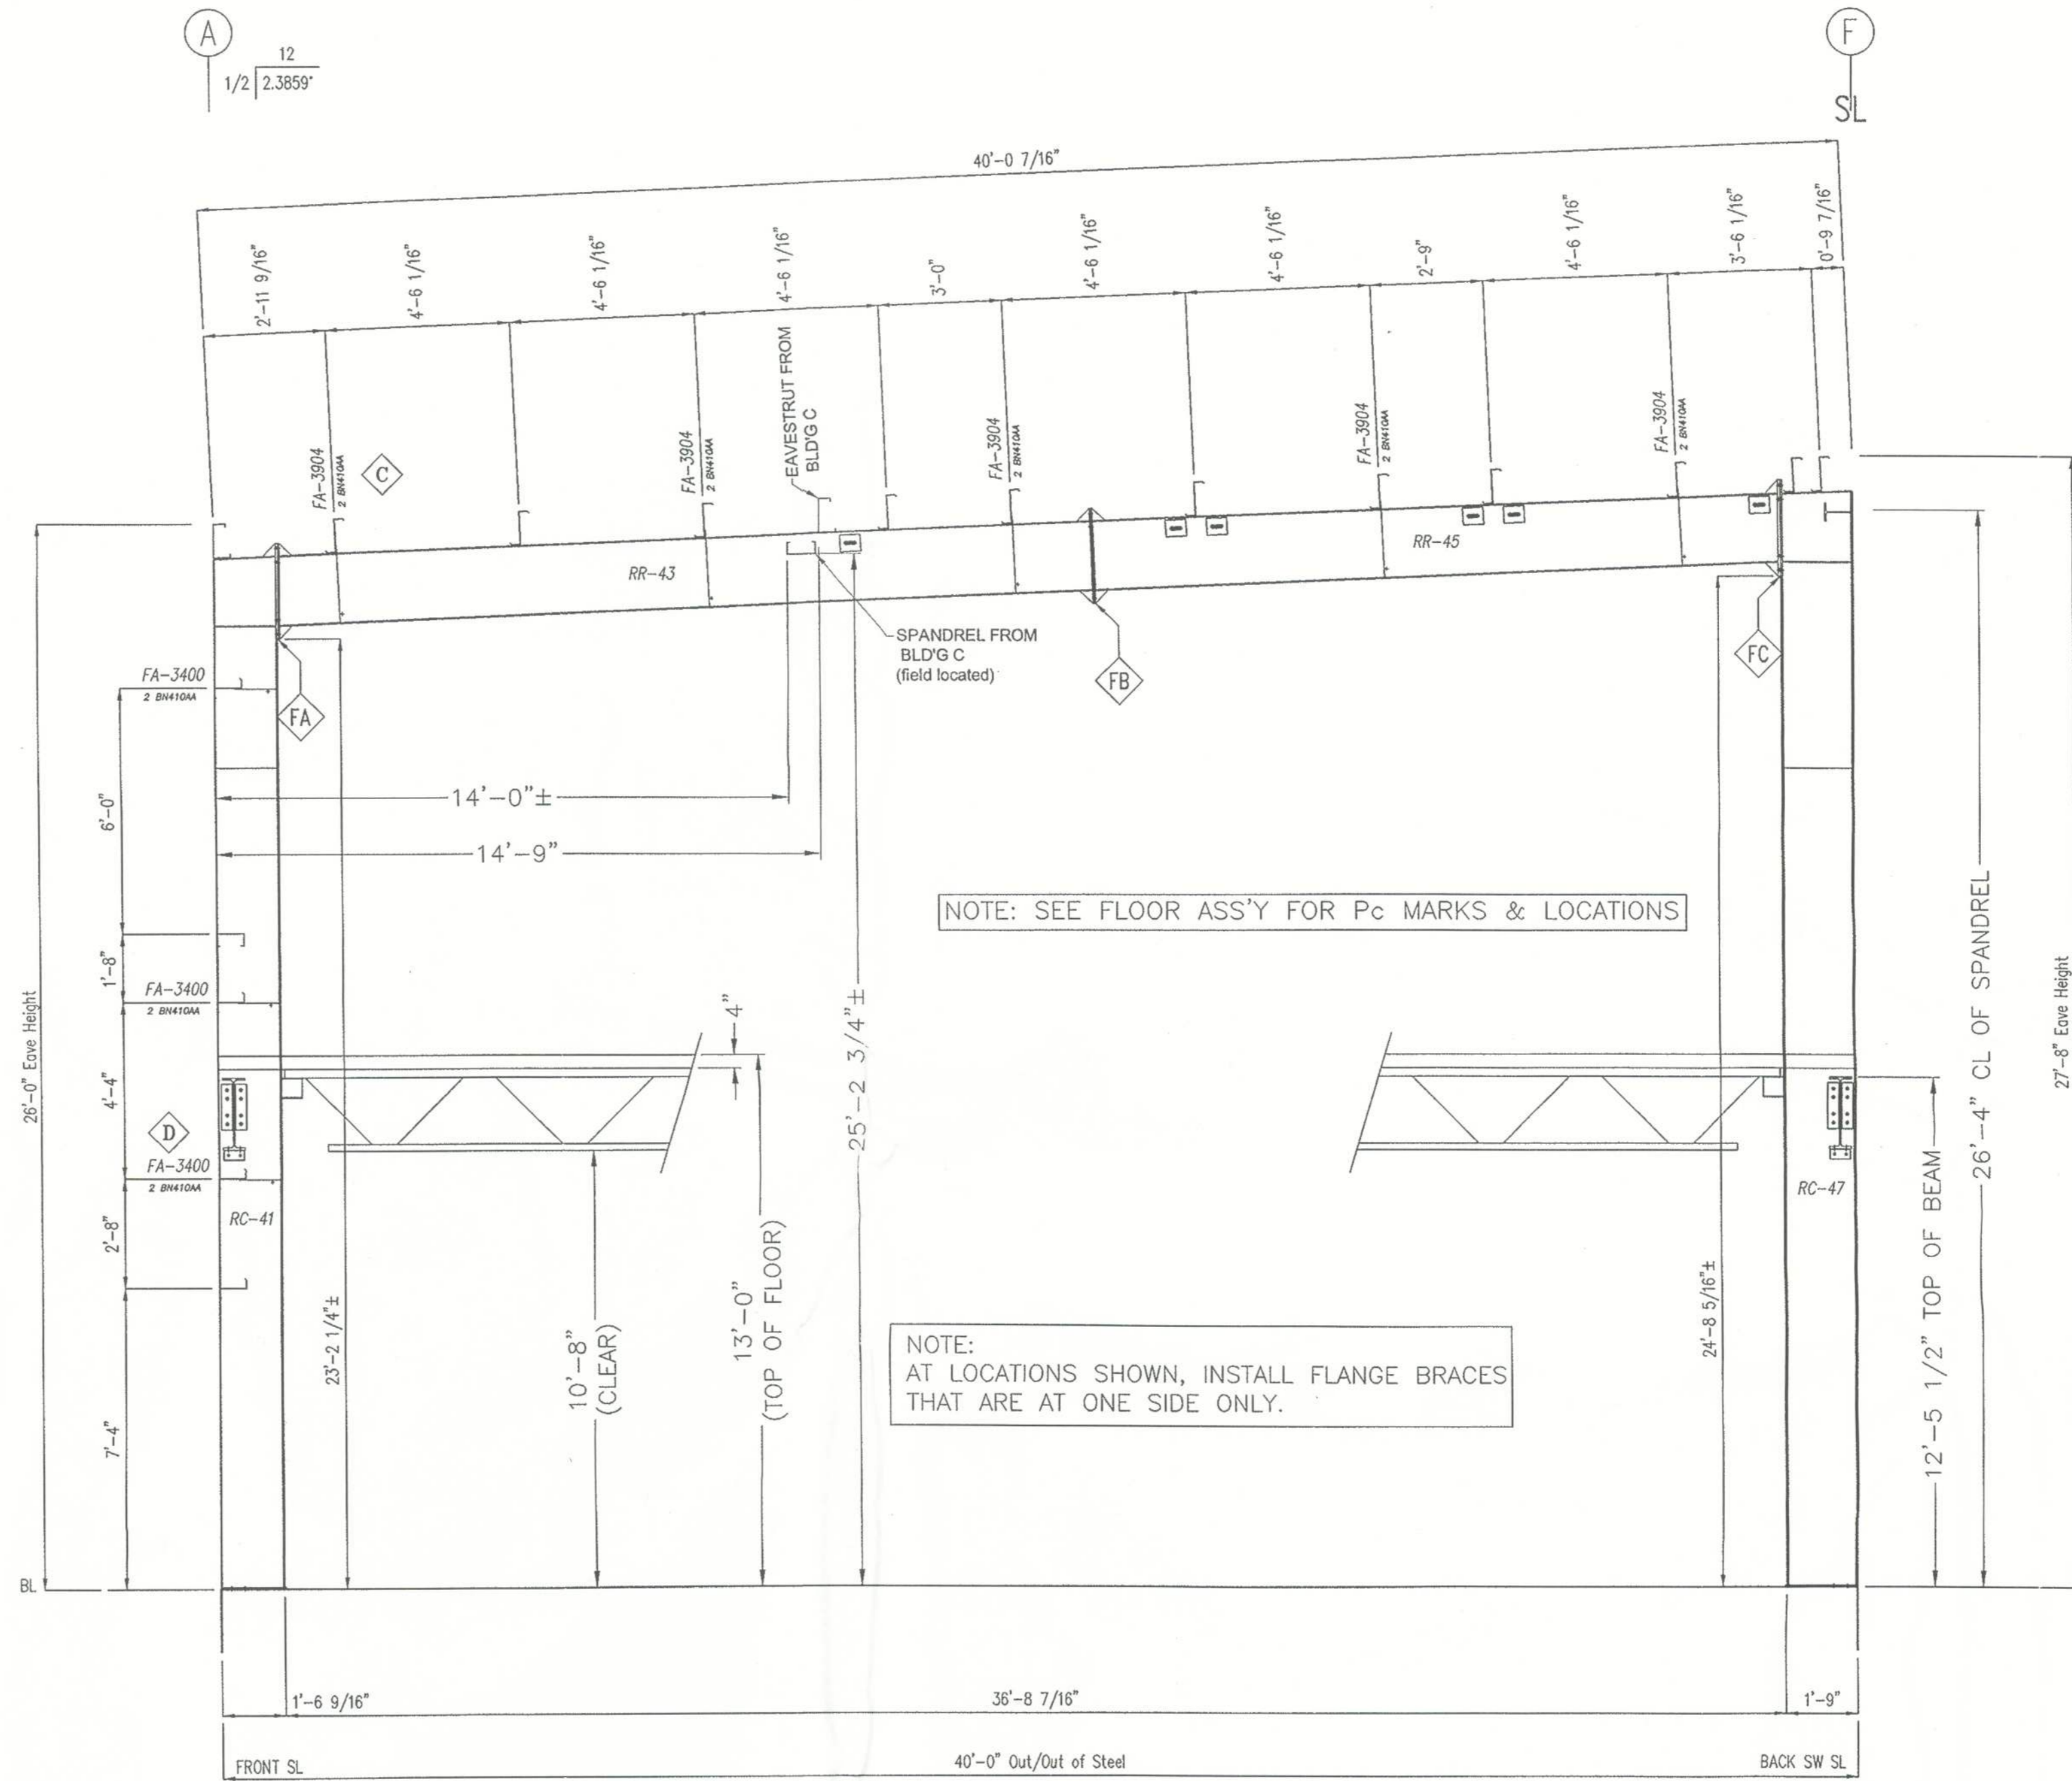 A
F
12
1/2 2.3859°
SL
40'-0 7/16"
2'-11 9/16"
4'-6 1/16"
4'-6 1/16"
4'-6 1/16"
3'-0"
4'-6 1/16"
4'-6 1/16"
2'-9"
4'-6 1/16"
3'-6 1/16"
0'-9 7/16"
FA-3904
2 BN410AA
C
FA-3904
2 BN410AA
EAVESTRUT FROM
BLD'G C
FA-3904
2 BN410AA
FA-3904
2 BN410AA
FA-3904
2 BN410AA
RR-43
RR-45
SPANDREL FROM
BLD'G C
(field located)
FA
FB
FC
FA-3400
2 BN410AA
6'-0"
14'-0"±
14'-9"
NOTE: SEE FLOOR ASS'Y FOR Pc MARKS & LOCATIONS
1'-8"
FA-3400
2 BN410AA
4'-4"
D
FA-3400
2 BN410AA
2'-8"
RC-41
7'-4"
26'-0" Eave Height
4"
25'-2 3/4"±
23'-2 1/4"±
10'-8"
(CLEAR)
13'-0"
(TOP OF FLOOR)
24'-8 5/16"±
RC-47
12'-5 1/2" TOP OF BEAM
26'-4" CL OF SPANDREL
27'-8" Eave Height
NOTE:
AT LOCATIONS SHOWN, INSTALL FLANGE BRACES
THAT ARE AT ONE SIDE ONLY.
BL
1'-6 9/16"
36'-8 7/16"
1'-9"
FRONT SL
40'-0" Out/Out of Steel
BACK SW SL